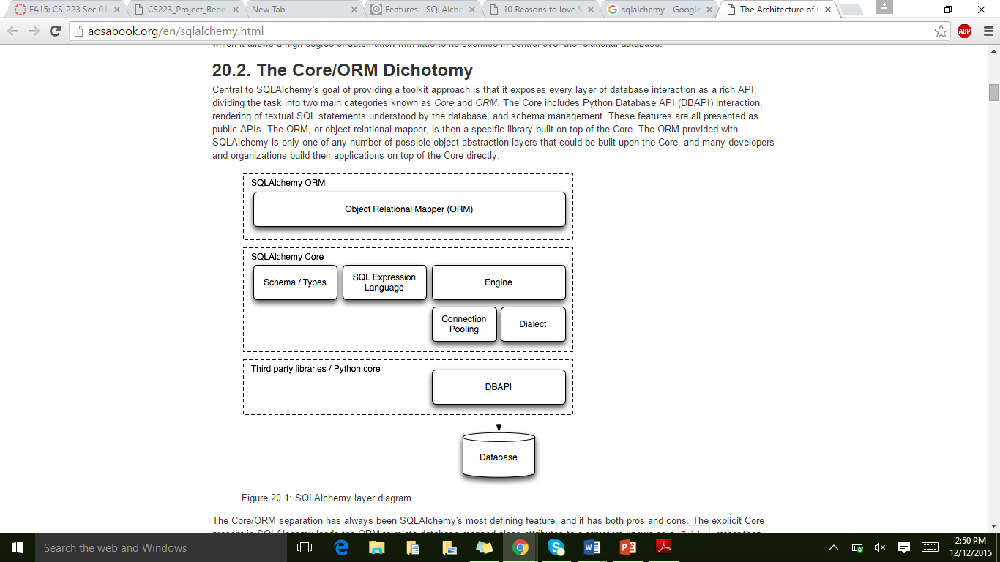 FA15: CS-223 Sec 01
CS223_Project_Repo
New Tab
Features - SQLAlche
10 Reasons to love S
sqlalchemy - Google
The Architecture of
aosabook.org/en/sqlalchemy.html
ABP
which it allows a high degree of automation with little to no sacrifice in control over the relational database.
20.2. The Core/ORM Dichotomy
Central to SQLAlchemy's goal of providing a toolkit approach is that it exposes every layer of database interaction as a rich API,
dividing the task into two main categories known as Core and ORM. The Core includes Python Database API (DBAPI) interaction,
rendering of textual SQL statements understood by the database, and schema management. These features are all presented as
public APIs. The ORM, or object-relational mapper, is then a specific library built on top of the Core. The ORM provided with
SQLAlchemy is only one of any number of possible object abstraction layers that could be built upon the Core, and many developers
and organizations build their applications on top of the Core directly.
SQLAlchemy ORM
Object Relational Mapper (ORM)
SQLAlchemy Core
Schema / Types
SQL Expression
Language
Engine
Connection
Pooling
Dialect
Third party libraries / Python core
DBAPI
Database
Figure 20.1: SQLAlchemy layer diagram
The Core/ORM separation has always been SQLAlchemy's most defining feature, and it has both pros and cons. The explicit Core
present in SQLAlchemy leads the ORM to relate database-mapped class attributes to a structure known as a Table, rather than
Search the web and Windows
2:50 PM
12/12/2015